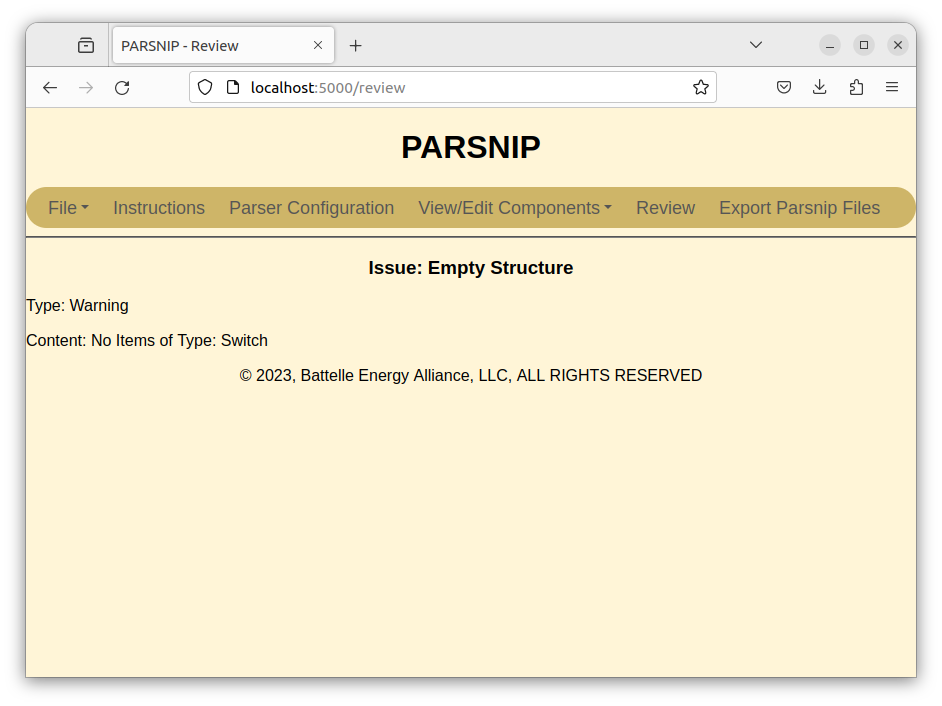 PARSNIP - Review
localhost:5000/review
PARSNIP
File Instructions Parser Configuration View/Edit Components Review Export Parsnip Files
Issue: Empty Structure
Type: Warning
Content: No Items of Type: Switch
© 2023, Battelle Energy Alliance, LLC, ALL RIGHTS RESERVED